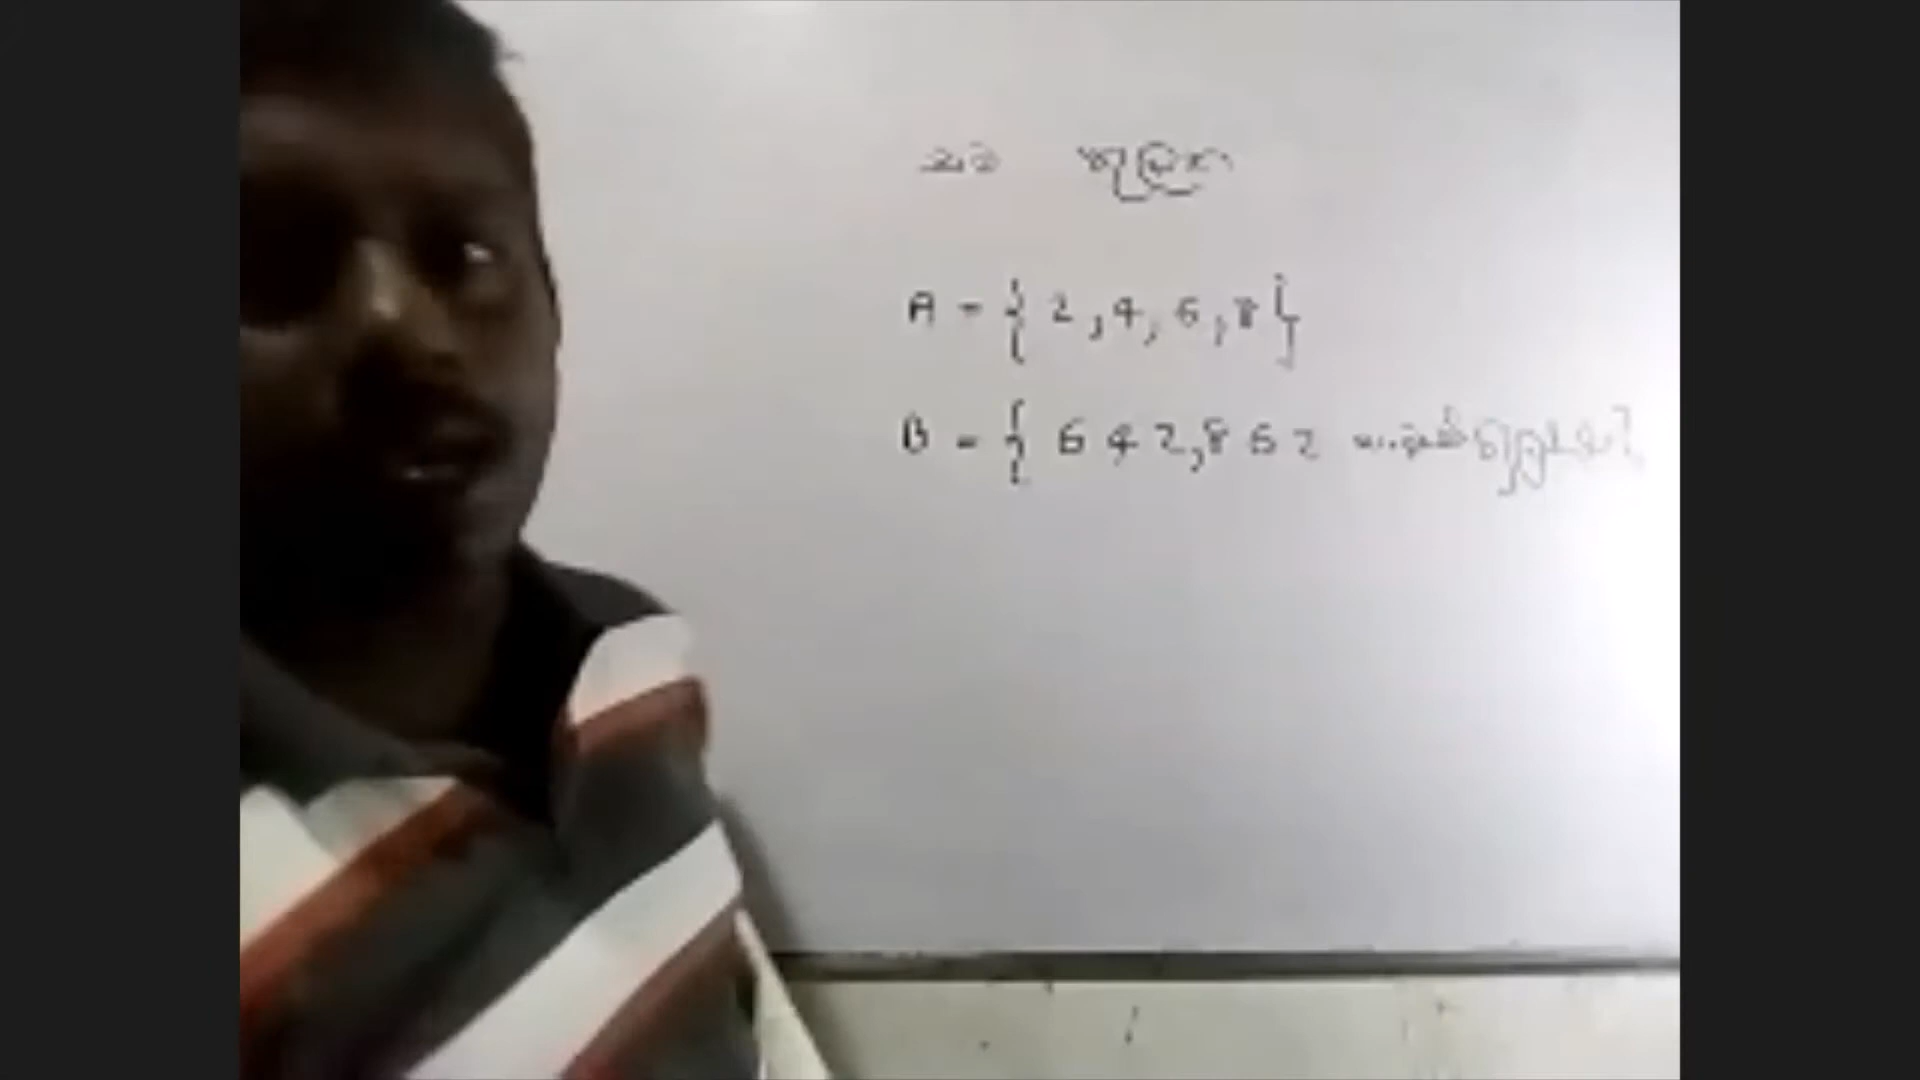 සම කුලක
A = { 2 , 4 , 6 , 8 }
B = { 6 4 2 , 8 6 2